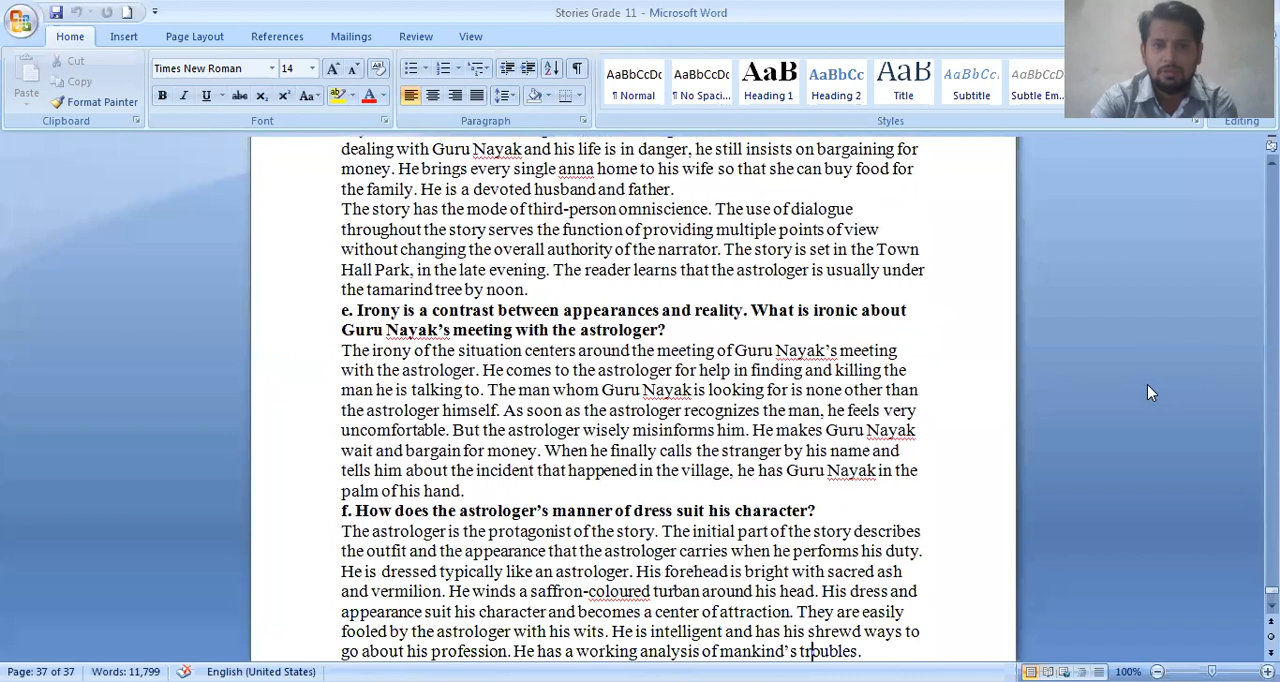 Stories Grade 11 - Microsoft Word
Home Insert Page Layout References Mailings Review View
Cut
Copy
Paste
Format Painter
Clipboard
Times New Roman 14
Font
Paragraph
AaBbCcDc AaBbCcDc AaB AaBbCc AaB AaBbCc. AaBbCcDc
¶ Normal ¶ No Spaci... Heading 1 Heading 2 Title Subtitle Subtle Em...
Styles
Editing
dealing with Guru Nayak and his life is in danger, he still insists on bargaining for
money. He brings every single anna home to his wife so that she can buy food for
the family. He is a devoted husband and father.
The story has the mode of third-person omniscience. The use of dialogue
throughout the story serves the function of providing multiple points of view
without changing the overall authority of the narrator. The story is set in the Town
Hall Park, in the late evening. The reader learns that the astrologer is usually under
the tamarind tree by noon.
e. Irony is a contrast between appearances and reality. What is ironic about
Guru Nayak's meeting with the astrologer?
The irony of the situation centers around the meeting of Guru Nayak's meeting
with the astrologer. He comes to the astrologer for help in finding and killing the
man he is talking to. The man whom Guru Nayak is looking for is none other than
the astrologer himself. As soon as the astrologer recognizes the man, he feels very
uncomfortable. But the astrologer wisely misinforms him. He makes Guru Nayak
wait and bargain for money. When he finally calls the stranger by his name and
tells him about the incident that happened in the village, he has Guru Nayak in the
palm of his hand.
f. How does the astrologer's manner of dress suit his character?
The astrologer is the protagonist of the story. The initial part of the story describes
the outfit and the appearance that the astrologer carries when he performs his duty.
He is dressed typically like an astrologer. His forehead is bright with sacred ash
and vermilion. He winds a saffron-coloured turban around his head. His dress and
appearance suit his character and becomes a center of attraction. They are easily
fooled by the astrologer with his wits. He is intelligent and has his shrewd ways to
go about his profession. He has a working analysis of mankind's troubles.
Page: 37 of 37 Words: 11,799 English (United States) 100%